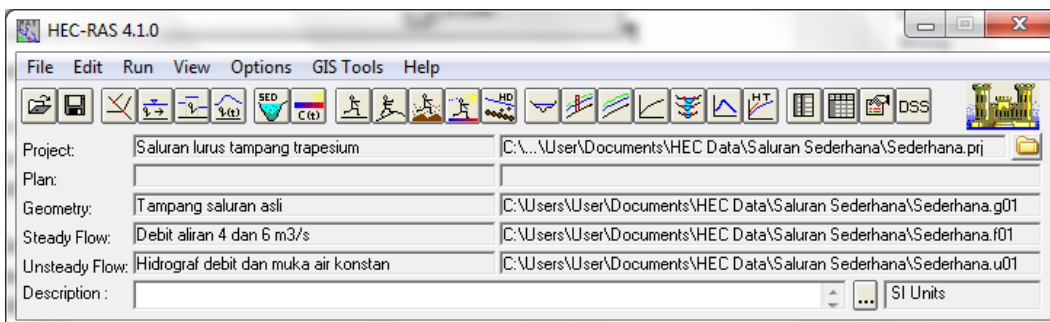 HEC-RAS 4.1.0
File Edit Run View Options GIS Tools Help
SED C(t) HD HT DSS
Project: Saluran lurus tampang trapesium C:\...\User\Documents\HEC Data\Saluran Sederhana\Sederhana.prj
Plan:
Geometry: Tampang saluran asli C:\Users\User\Documents\HEC Data\Saluran Sederhana\Sederhana.g01
Steady Flow: Debit aliran 4 dan 6 m3/s C:\Users\User\Documents\HEC Data\Saluran Sederhana\Sederhana.f01
Unsteady Flow: Hidrograf debit dan muka air konstan C:\Users\User\Documents\HEC Data\Saluran Sederhana\Sederhana.u01
Description : ... SI Units